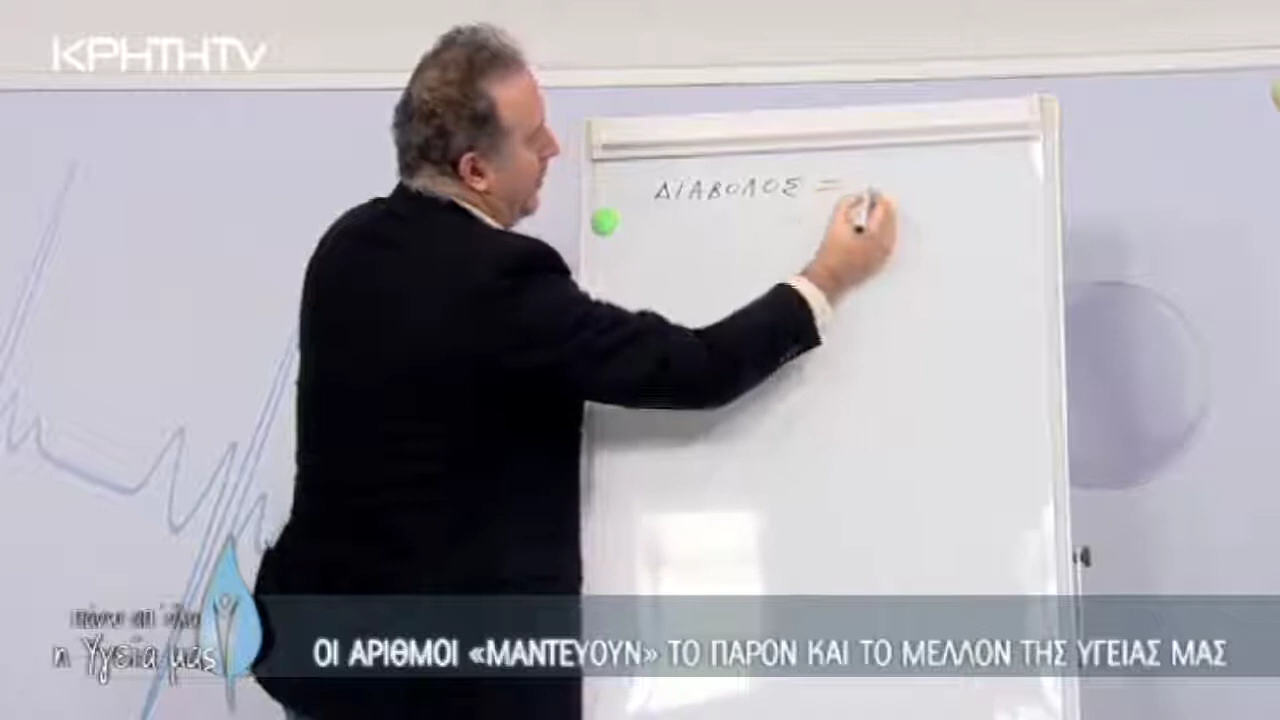 ΚΡΗΤΗTV
ΔΙΑΒΟΛΟΣ =
πάνω απ' όλα
η Υγεία μας
ΟΙ ΑΡΙΘΜΟΙ «ΜΑΝΤΕΥΟΥΝ» ΤΟ ΠΑΡΟΝ ΚΑΙ ΤΟ ΜΕΛΛΟΝ ΤΗΣ ΥΓΕΙΑΣ ΜΑΣ